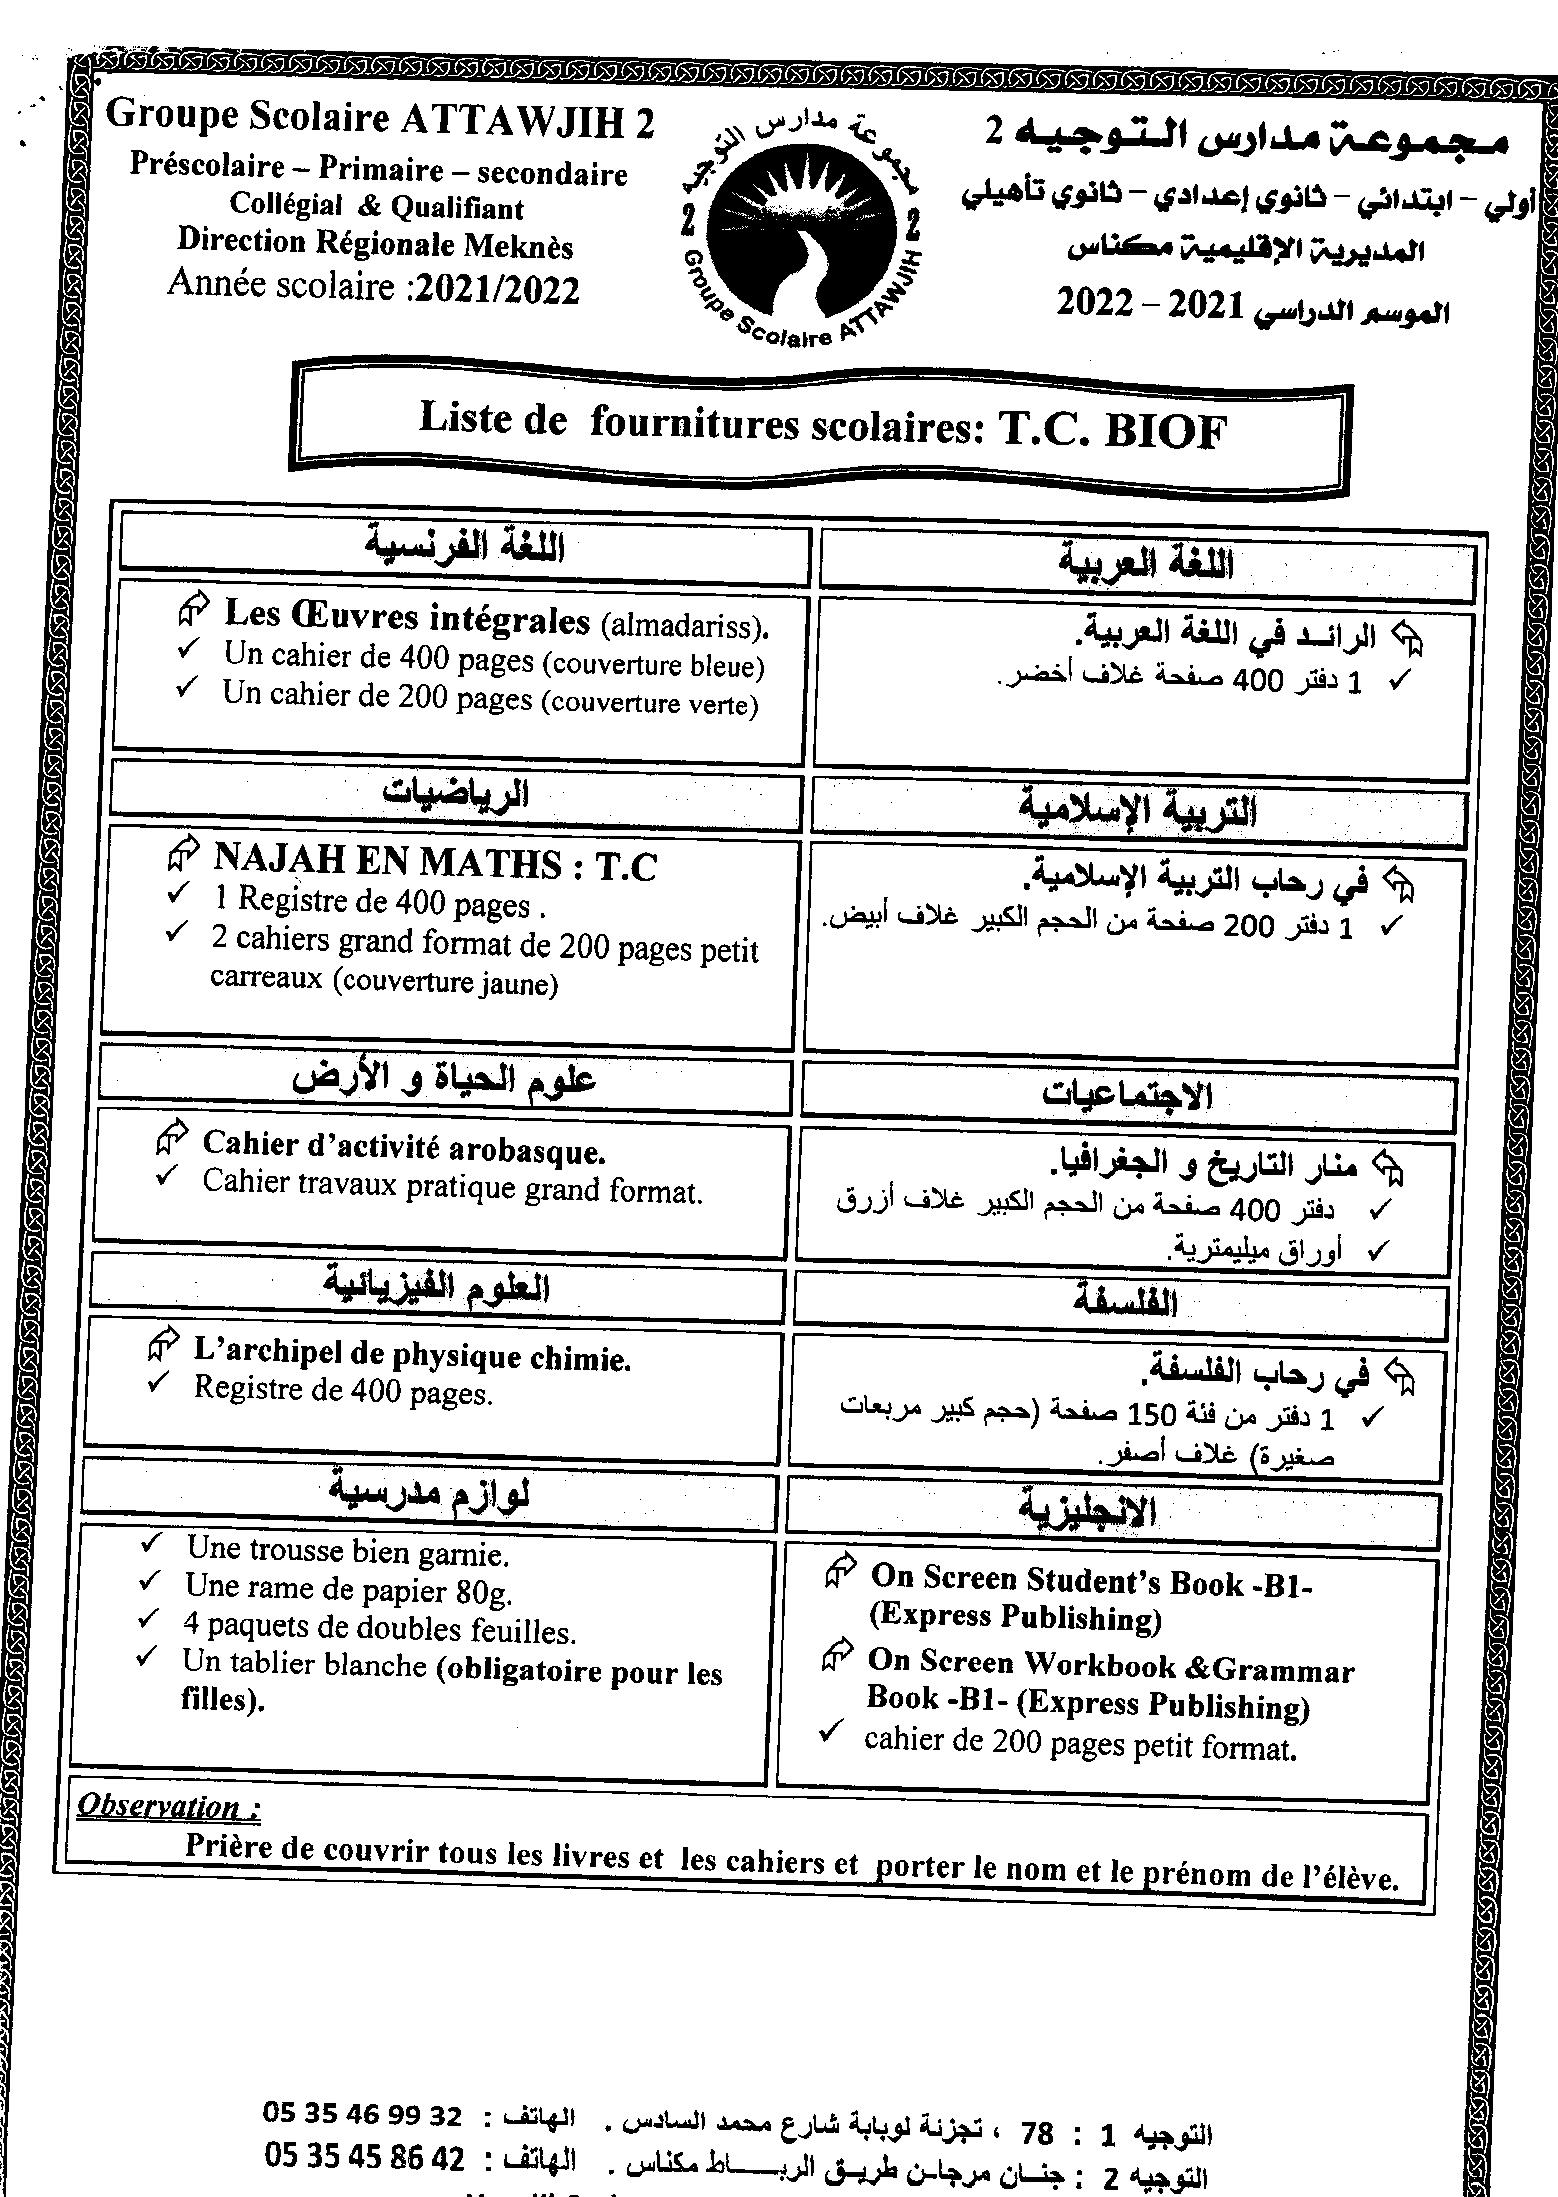 Groupe Scolaire ATTAWJIH 2
Préscolaire – Primaire – secondaire
Collégial & Qualifiant
Direction Régionale Meknès
Année scolaire :2021/2022
مجموعة مدارس التوجيه
2 2
Groupe Scolaire ATTAWJIH
مجموعة مدارس التوجيه 2
أولي – ابتدائي – ثانوي إعدادي – ثانوي تأهيلي
المديرية الإقليمية مكناس
الموسم الدراسي 2021 – 2022
Liste de fournitures scolaires: T.C. BIOF
اللغة الفرنسية
Les Œuvres intégrales (almadariss).
✓ Un cahier de 400 pages (couverture bleue)
✓ Un cahier de 200 pages (couverture verte)
اللغة العربية
الرائد في اللغة العربية.
✓ 1 دفتر 400 صفحة غلاف أخضر.
الرياضيات
NAJAH EN MATHS : T.C
✓ 1 Registre de 400 pages .
✓ 2 cahiers grand format de 200 pages petit
carreaux (couverture jaune)
التربية الإسلامية
في رحاب التربية الإسلامية.
✓ 1 دفتر 200 صفحة من الحجم الكبير غلاف أبيض.
علوم الحياة و الأرض
Cahier d’activité arobasque.
✓ Cahier travaux pratique grand format.
الاجتماعيات
منار التاريخ و الجغرافيا.
✓ دفتر 400 صفحة من الحجم الكبير غلاف أزرق
✓ أوراق ميليمترية.
العلوم الفيزيائية
L’archipel de physique chimie.
✓ Registre de 400 pages.
الفلسفة
في رحاب الفلسفة.
✓ 1 دفتر من فئة 150 صفحة (حجم كبير مربعات
صغيرة) غلاف أصفر.
لوازم مدرسية
✓ Une trousse bien garnie.
✓ Une rame de papier 80g.
✓ 4 paquets de doubles feuilles.
✓ Un tablier blanche (obligatoire pour les
filles).
الانجليزية
On Screen Student’s Book -B1-
(Express Publishing)
On Screen Workbook &Grammar
Book -B1- (Express Publishing)
✓ cahier de 200 pages petit format.
Observation :
Prière de couvrir tous les livres et les cahiers et porter le nom et le prénom de l’élève.
التوجيه 1 : 78 ، تجزئة لوبابة شارع محمد السادس . الهاتف : 05 35 46 99 32
التوجيه 2 : جنان مرجان طريق الرباط مكناس . الهاتف : 05 35 45 86 42